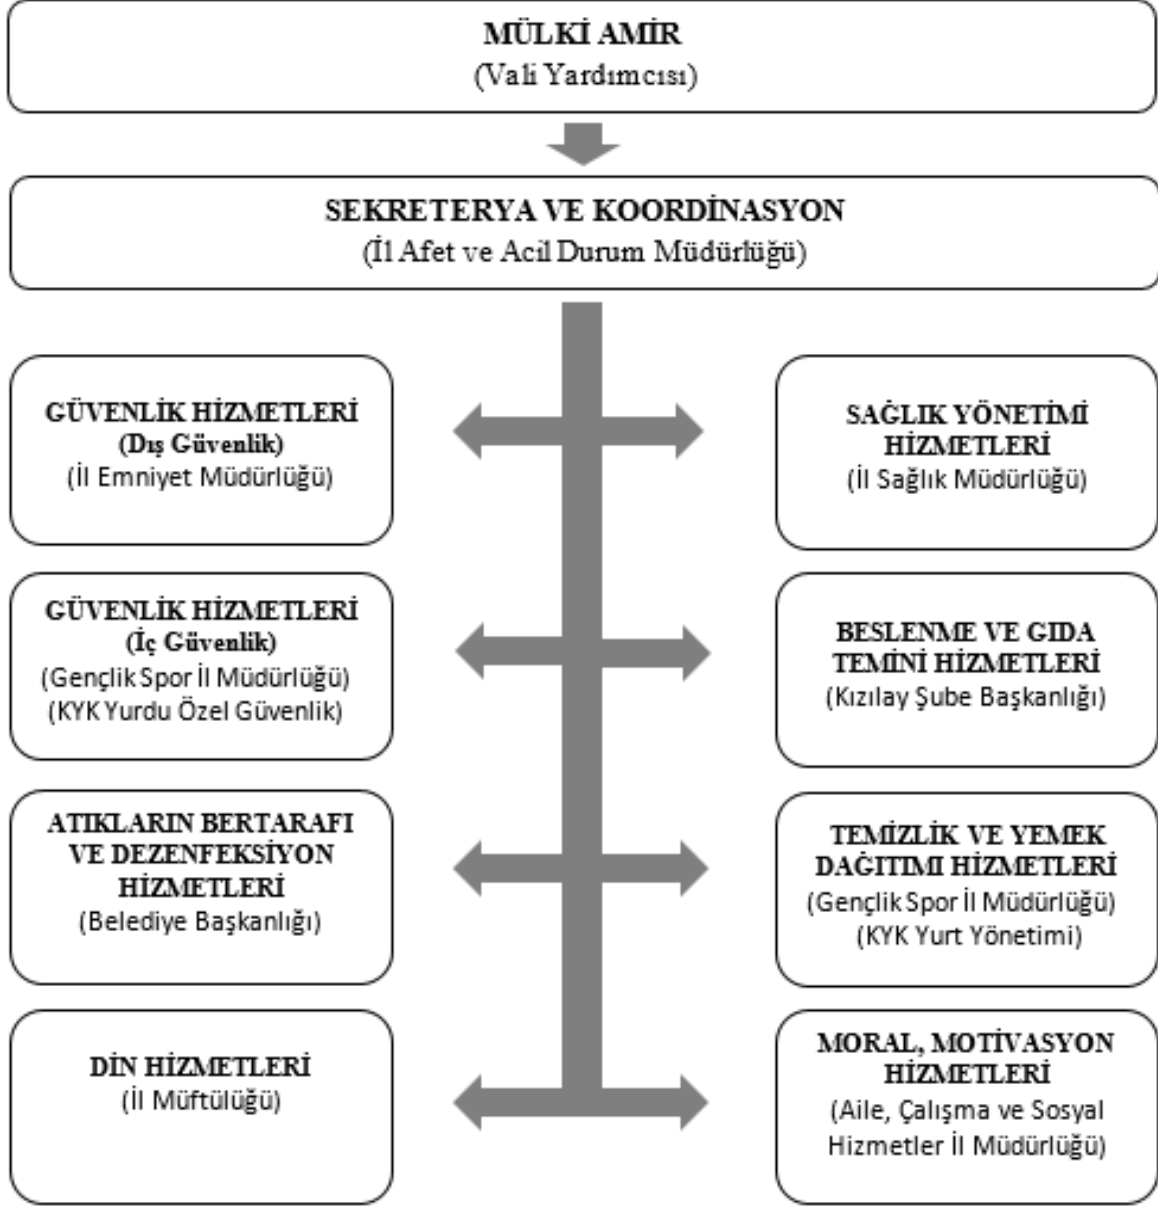 MÜLKİ AMİR
(Vali Yardımcısı)
SEKRETERYA VE KOORDİNASYON
(İl Afet ve Acil Durum Müdürlüğü)
GÜVENLİK HİZMETLERİ
(Dış Güvenlik)
(İl Emniyet Müdürlüğü)
SAĞLIK YÖNETİMİ
HİZMETLERİ
(İl Sağlık Müdürlüğü)
GÜVENLİK HİZMETLERİ
(İç Güvenlik)
(Gençlik Spor İl Müdürlüğü)
(KYK Yurdu Özel Güvenlik)
BESLENME VE GIDA
TEMİNİ HİZMETLERİ
(Kızılay Şube Başkanlığı)
ATIKLARIN BERTARAFI
VE DEZENFEKSİYON
HİZMETLERİ
(Belediye Başkanlığı)
TEMİZLİK VE YEMEK
DAĞITIMI HİZMETLERİ
(Gençlik Spor İl Müdürlüğü)
(KYK Yurt Yönetimi)
DİN HİZMETLERİ
(İl Müftülüğü)
MORAL, MOTİVASYON
HİZMETLERİ
(Aile, Çalışma ve Sosyal
Hizmetler İl Müdürlüğü)